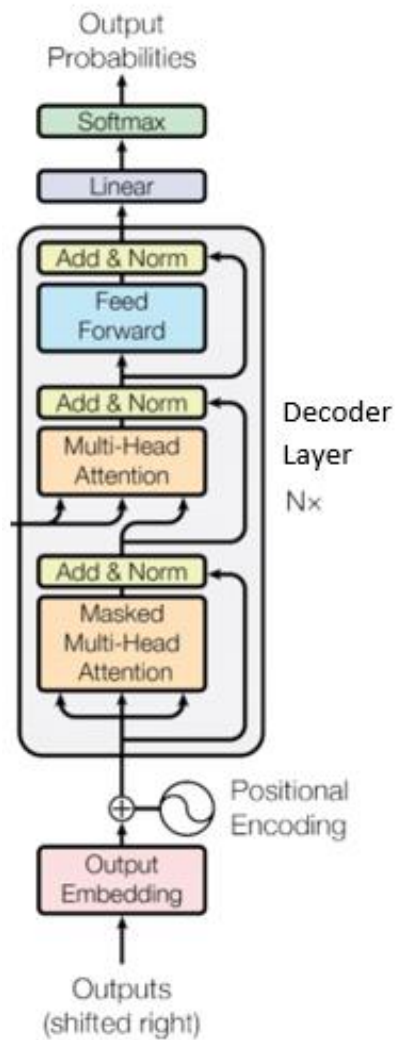 Output
Probabilities
Softmax
Linear
Add & Norm
Feed
Forward
Add & Norm
Multi-Head
Attention
Decoder
Layer
N×
Add & Norm
Masked
Multi-Head
Attention
Positional
Encoding
Output
Embedding
Outputs
(shifted right)